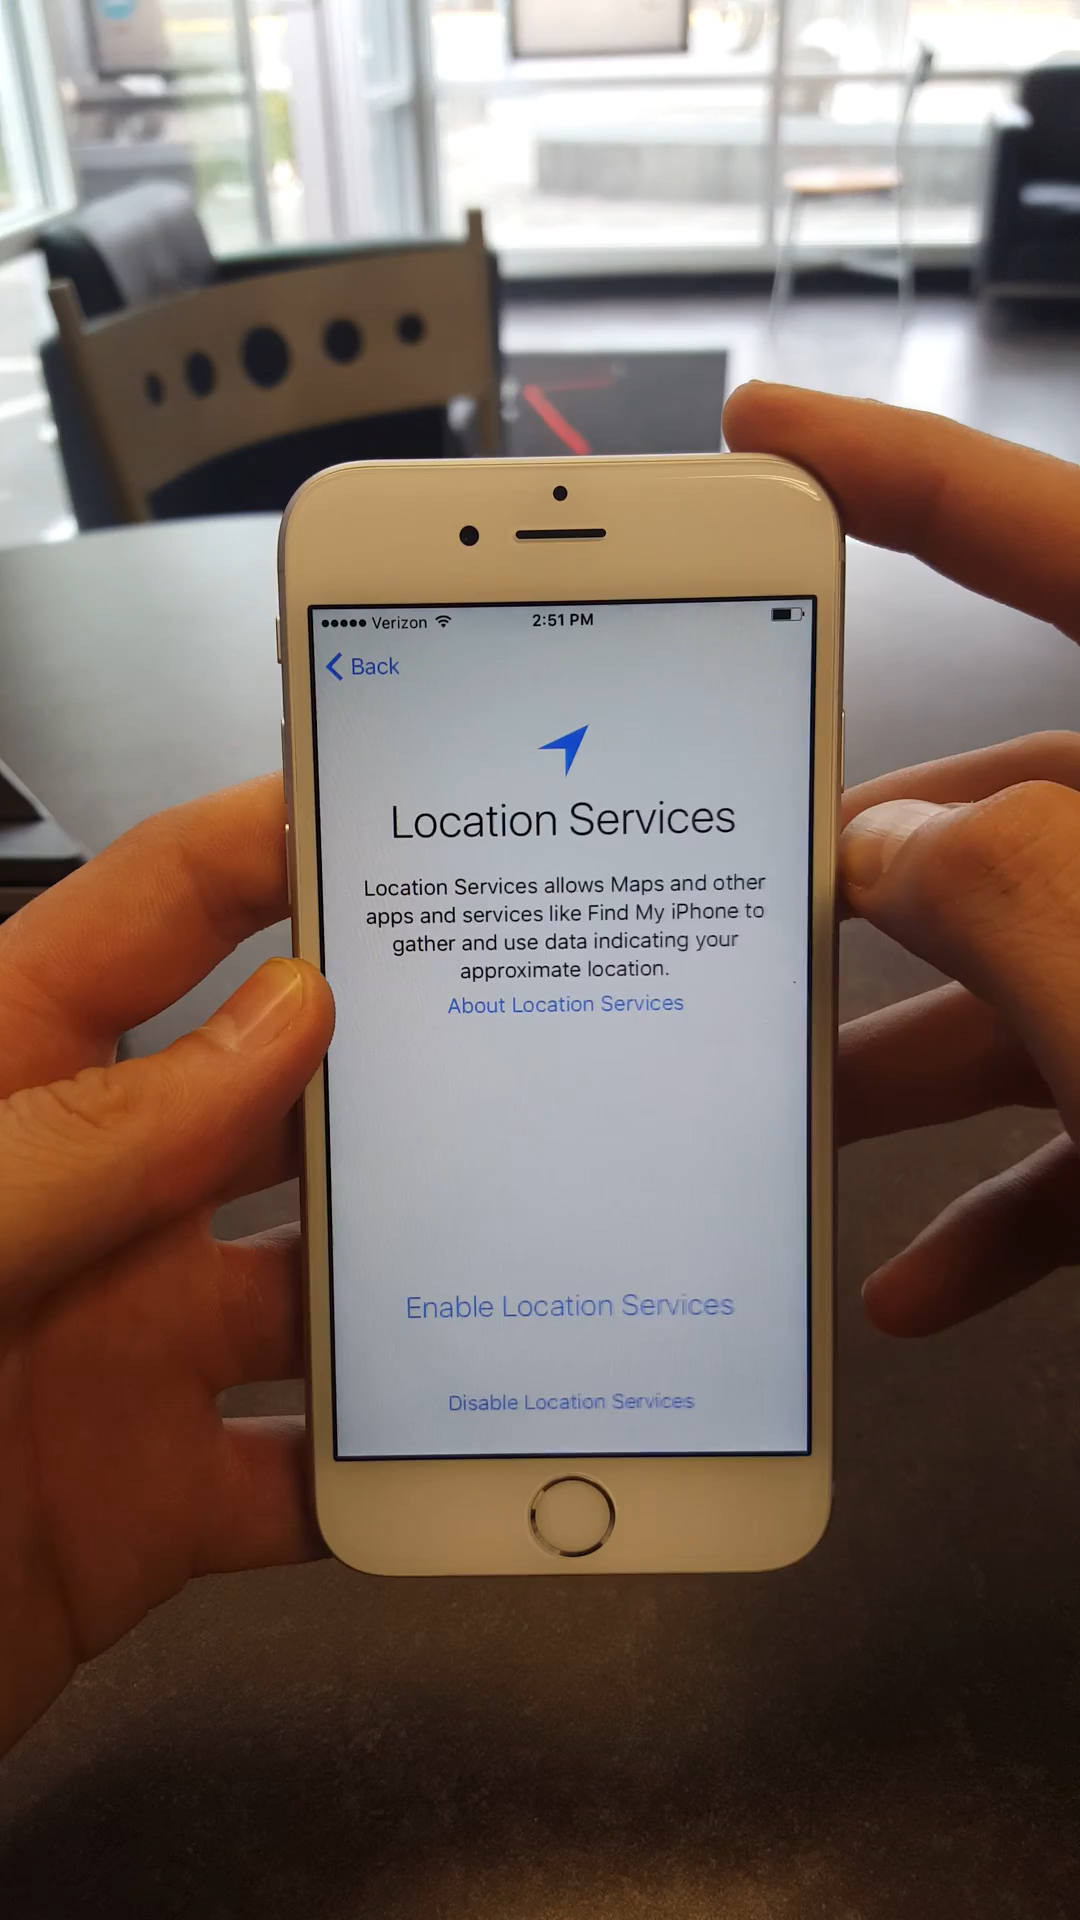 Verizon 2:51 PM
Back
Location Services
Location Services allows Maps and other
apps and services like Find My iPhone to
gather and use data indicating your
approximate location.
About Location Services
Enable Location Services
Disable Location Services